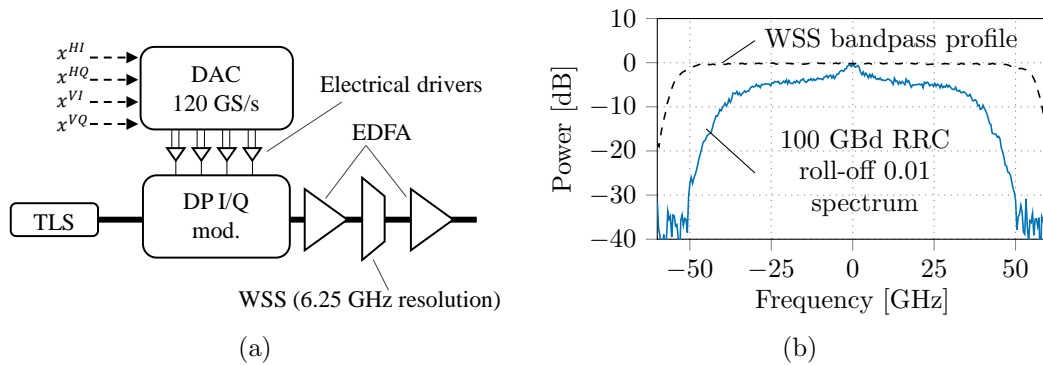 x^{HI}
x^{HQ}
x^{VI}
x^{VQ}
DAC
120 GS/s
Electrical drivers
EDFA
TLS
DP I/Q
mod.
WSS (6.25 GHz resolution)
(a)
10
0
−10
−20
−30
−40
Power [dB]
WSS bandpass profile
100 GBd RRC
roll-off 0.01
spectrum
−50
−25
0
25
50
Frequency [GHz]
(b)